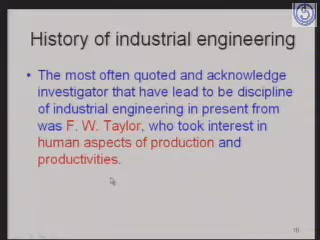 History of industrial engineering
• The most often quoted and acknowledge
investigator that have lead to be discipline
of industrial engineering in present from
was F. W. Taylor, who took interest in
human aspects of production and
productivities.
16